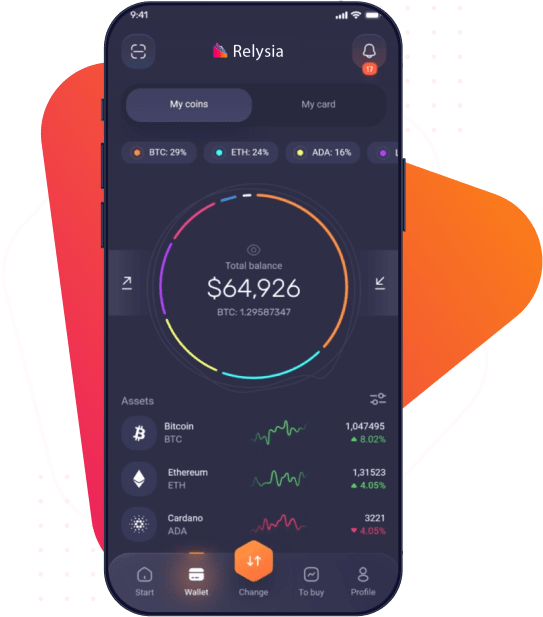 9:41
Relysia
17
My coins
My card
BTC: 29%
ETH: 24%
ADA: 16%
Total balance
$64,926
BTC: 1.29587347
Assets
Bitcoin
1,047495
BTC
8.02%
Ethereum
1,31523
ETH
4.05%
Cardano
3221
ADA
4.05%
Start
Wallet
Change
To buy
Profile